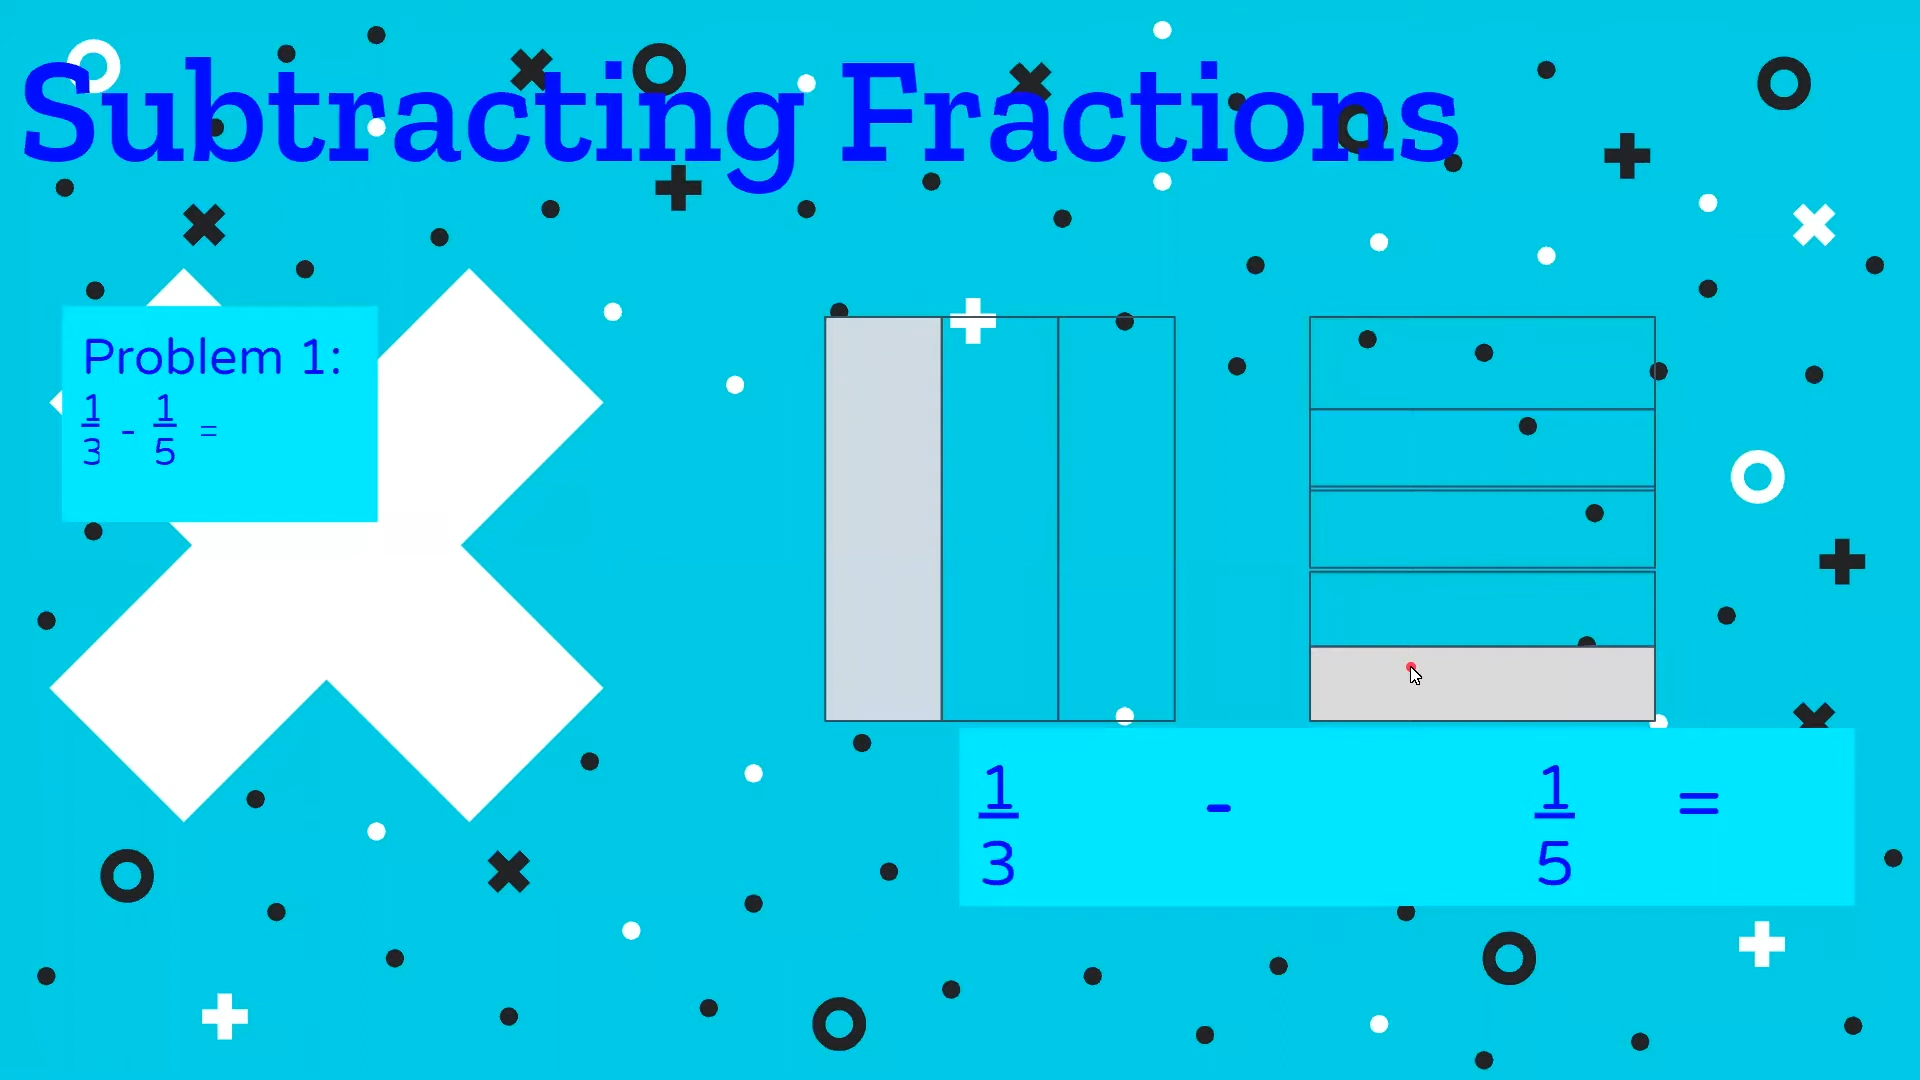 Subtracting Fractions
Problem 1:
1/3 - 1/5 =
1/3 - 1/5 =